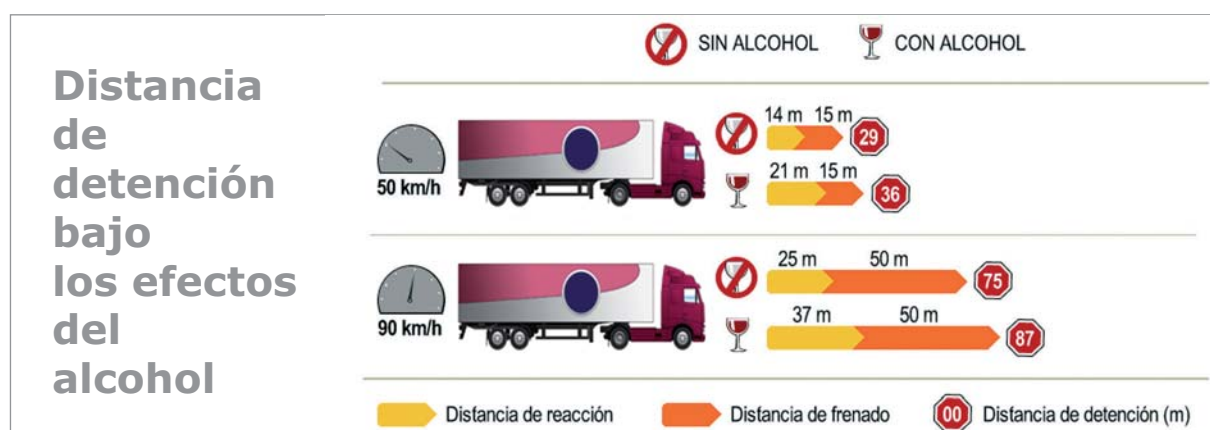 Distancia
de
detención
bajo
los efectos
del
alcohol
SIN ALCOHOL CON ALCOHOL
50 km/h
14 m 15 m
29
21 m 15 m
36
90 km/h
25 m 50 m
75
37 m 50 m
87
Distancia de reacción Distancia de frenado 00 Distancia de detención (m)